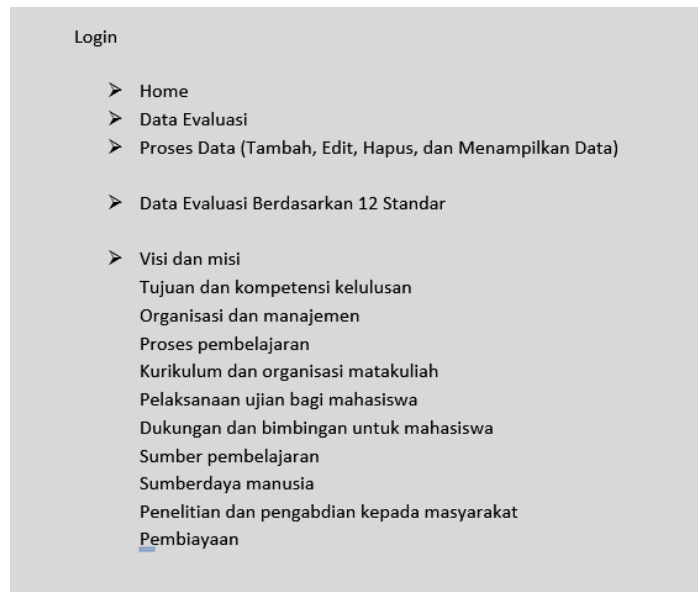 Login
➢ Home
➢ Data Evaluasi
➢ Proses Data (Tambah, Edit, Hapus, dan Menampilkan Data)
➢ Data Evaluasi Berdasarkan 12 Standar
➢ Visi dan misi
Tujuan dan kompetensi kelulusan
Organisasi dan manajemen
Proses pembelajaran
Kurikulum dan organisasi matakuliah
Pelaksanaan ujian bagi mahasiswa
Dukungan dan bimbingan untuk mahasiswa
Sumber pembelajaran
Sumberdaya manusia
Penelitian dan pengabdian kepada masyarakat
Pembiayaan